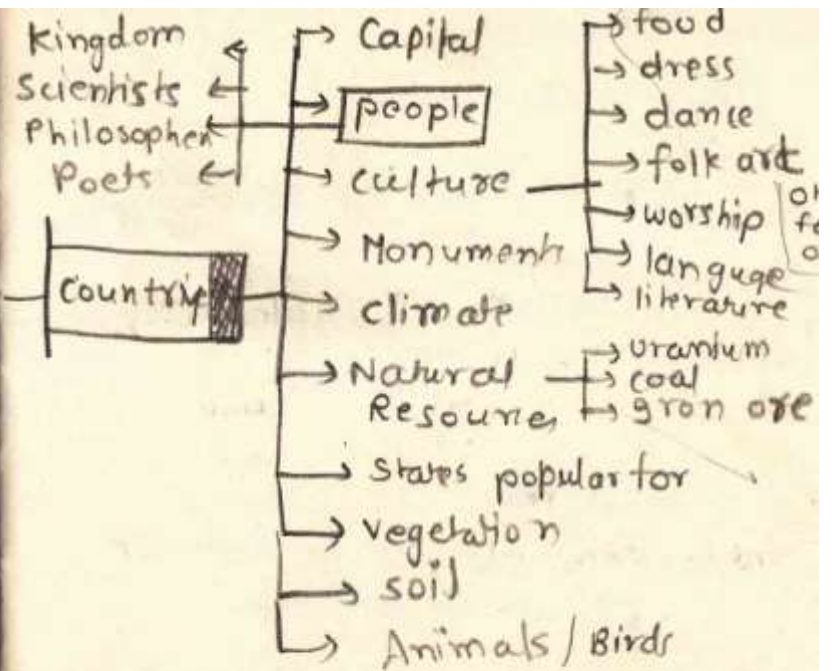 Kingdom
Scientists
Philosopher
Poets
Countrie
Capital
people
culture
Monuments
climate
Natural
Resources
States popular for
vegetation
soil
Animals / Birds
food
dress
dance
folk art
worship
languge
literature
uranium
coal
Iron ore